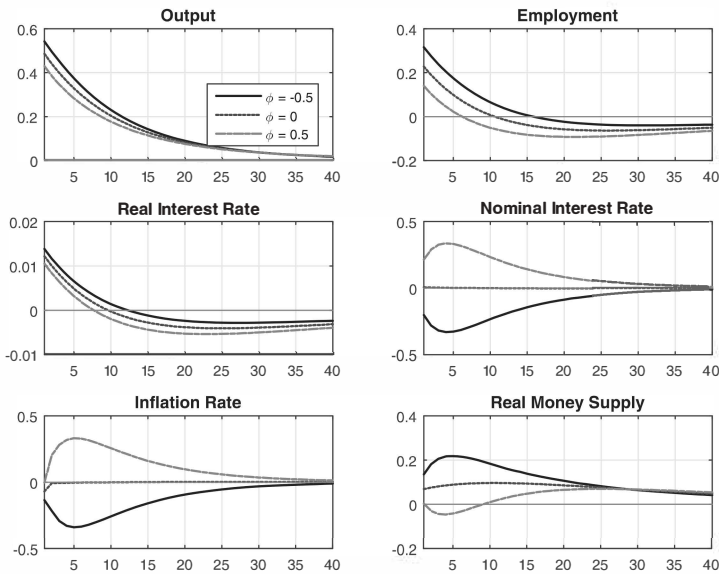 Output
0.6
0.4
0.2
0
5 10 15 20 25 30 35 40
ϕ = -0.5
ϕ = 0
ϕ = 0.5
Employment
0.4
0.2
0
-0.2
5 10 15 20 25 30 35 40
Real Interest Rate
0.02
0.01
0
-0.01
5 10 15 20 25 30 35 40
Nominal Interest Rate
0.5
0
-0.5
5 10 15 20 25 30 35 40
Inflation Rate
0.5
0
-0.5
5 10 15 20 25 30 35 40
Real Money Supply
0.4
0.2
0
-0.2
5 10 15 20 25 30 35 40